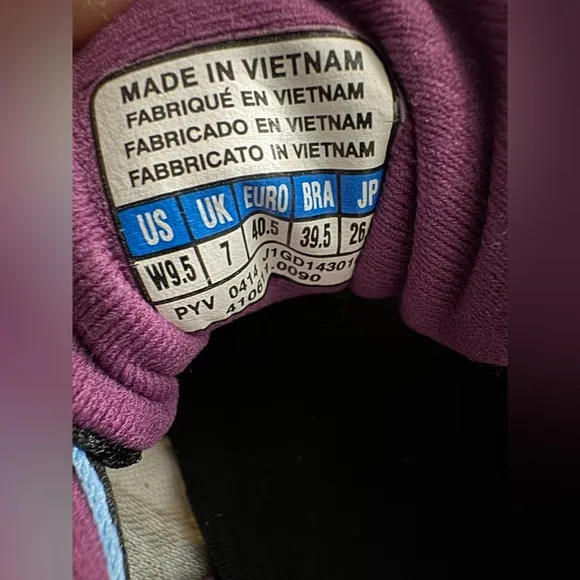 MADE IN VIETNAM
FABRIQUÉ EN VIETNAM
FABRICADO EN VIETNAM
FABBRICATO IN VIETNAM
US UK EURO BRA JP
W9.5 7 40.5 39.5 26
PYV 0414